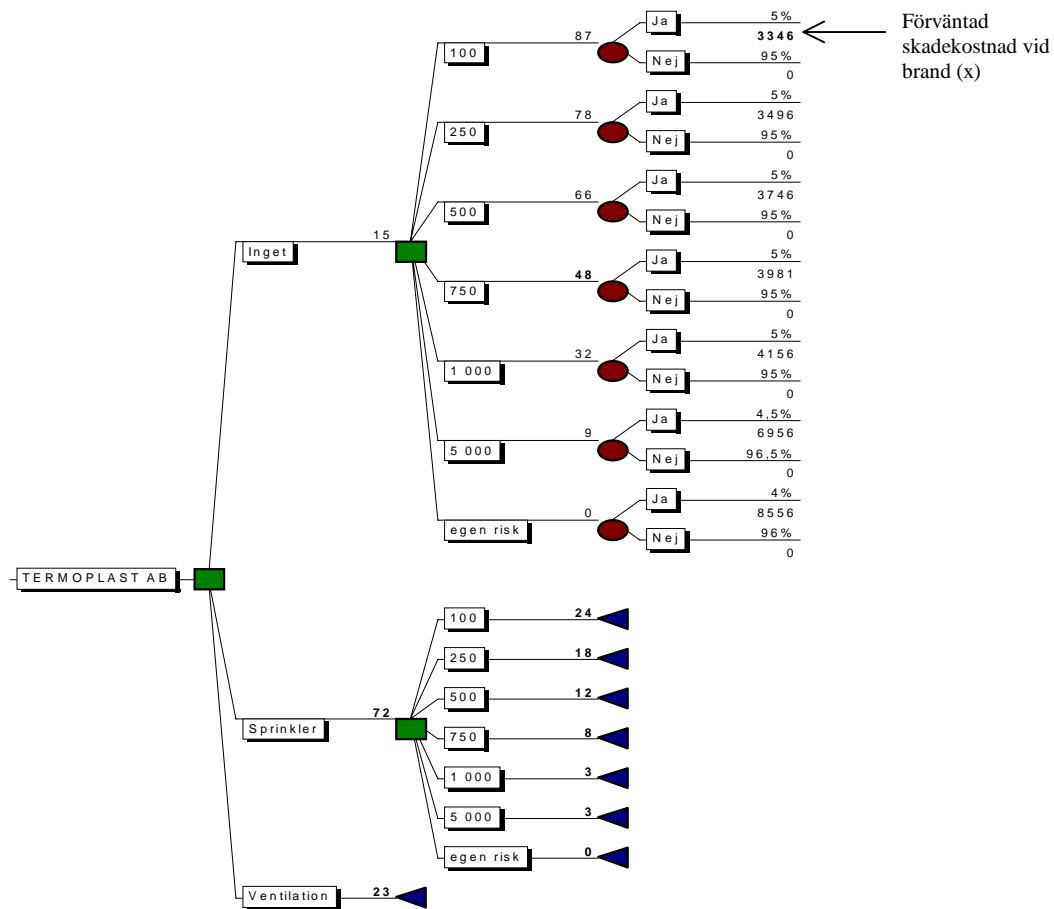 Ja
5%
Förväntad
skadekostnad vid
brand (x)
87
3346
100
Nej
95%
0
Ja
5%
78
3496
250
Nej
95%
0
Ja
5%
66
3746
500
Nej
95%
0
15
Inget
Ja
5%
48
3981
750
Nej
95%
0
Ja
5%
32
4156
1 000
Nej
95%
0
Ja
4,5%
9
6956
5 000
Nej
96,5%
0
Ja
4%
0
8556
egen risk
Nej
96%
0
TERMOPLAST AB
100
24
250
18
500
12
72
Sprinkler
750
8
1 000
3
5 000
3
egen risk
0
Ventilation
23